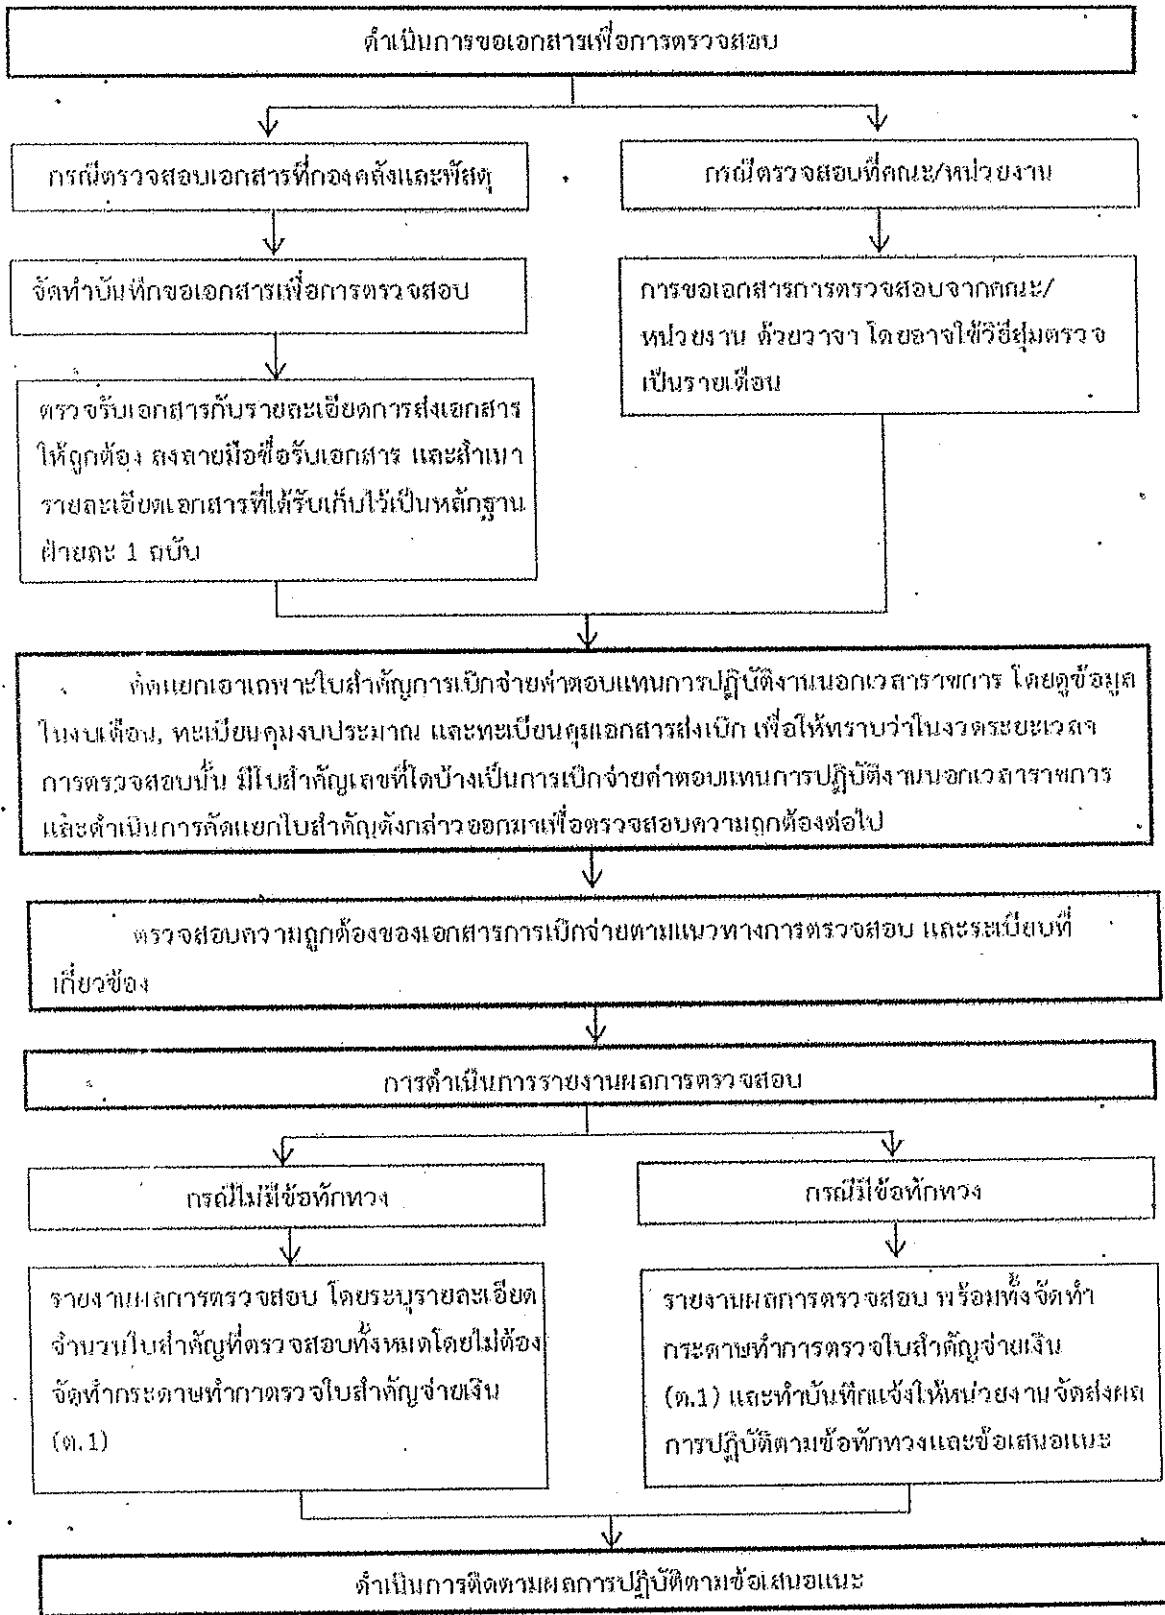 ดำเนินการขอเอกสารเพื่อการตรวจสอบ
กรณีตรวจสอบเอกสารที่กองคลังและพัสดุ
กรณีตรวจสอบที่คณะ/หน่วยงาน
จัดทำบันทึกขอเอกสารเพื่อการตรวจสอบ
การขอเอกสารการตรวจสอบจากคณะ/
หน่วยงาน ด้วยวาจา โดยอาจใช้วิธีสุ่มตรวจ
เป็นรายเดือน
ตรวจรับเอกสารกับรายละเอียดการส่งเอกสาร
ให้ถูกต้อง ลงลายมือชื่อรับเอกสาร และสำเนา
รายละเอียดเอกสารที่ได้รับเก็บไว้เป็นหลักฐาน
ฝ่ายละ 1 ฉบับ
คัดแยกเอาเฉพาะใบสำคัญการเบิกจ่ายค่าตอบแทนการปฏิบัติงานนอกเวลาราชการ โดยดูข้อมูล
ในงบเดือน, ทะเบียนคุมงบประมาณ และทะเบียนคุมเอกสารส่งเบิก เพื่อให้ทราบว่าในงวดระยะเวลา
การตรวจสอบนั้น มีใบสำคัญเลขที่ใดบ้างเป็นการเบิกจ่ายค่าตอบแทนการปฏิบัติงานนอกเวลาราชการ
และดำเนินการคัดแยกใบสำคัญดังกล่าวออกมาเพื่อตรวจสอบความถูกต้องต่อไป
ตรวจสอบความถูกต้องของเอกสารการเบิกจ่ายตามแนวทางการตรวจสอบ และระเบียบที่
เกี่ยวข้อง
การดำเนินการรายงานผลการตรวจสอบ
กรณีไม่มีข้อทักทวง
กรณีมีข้อทักทวง
รายงานผลการตรวจสอบ โดยระบุรายละเอียด
จำนวนใบสำคัญที่ตรวจสอบทั้งหมดโดยไม่ต้อง
จัดทำกระดาษทำกาตรวจใบสำคัญจ่ายเงิน
(ต.1)
รายงานผลการตรวจสอบ พร้อมทั้งจัดทำ
กระดาษทำการตรวจใบสำคัญจ่ายเงิน
(ต.1) และทำบันทึกแจ้งให้หน่วยงานจัดส่งผล
การปฏิบัติตามข้อทักทวงและข้อเสนอแนะ
ดำเนินการติดตามผลการปฏิบัติตามข้อเสนอแนะ